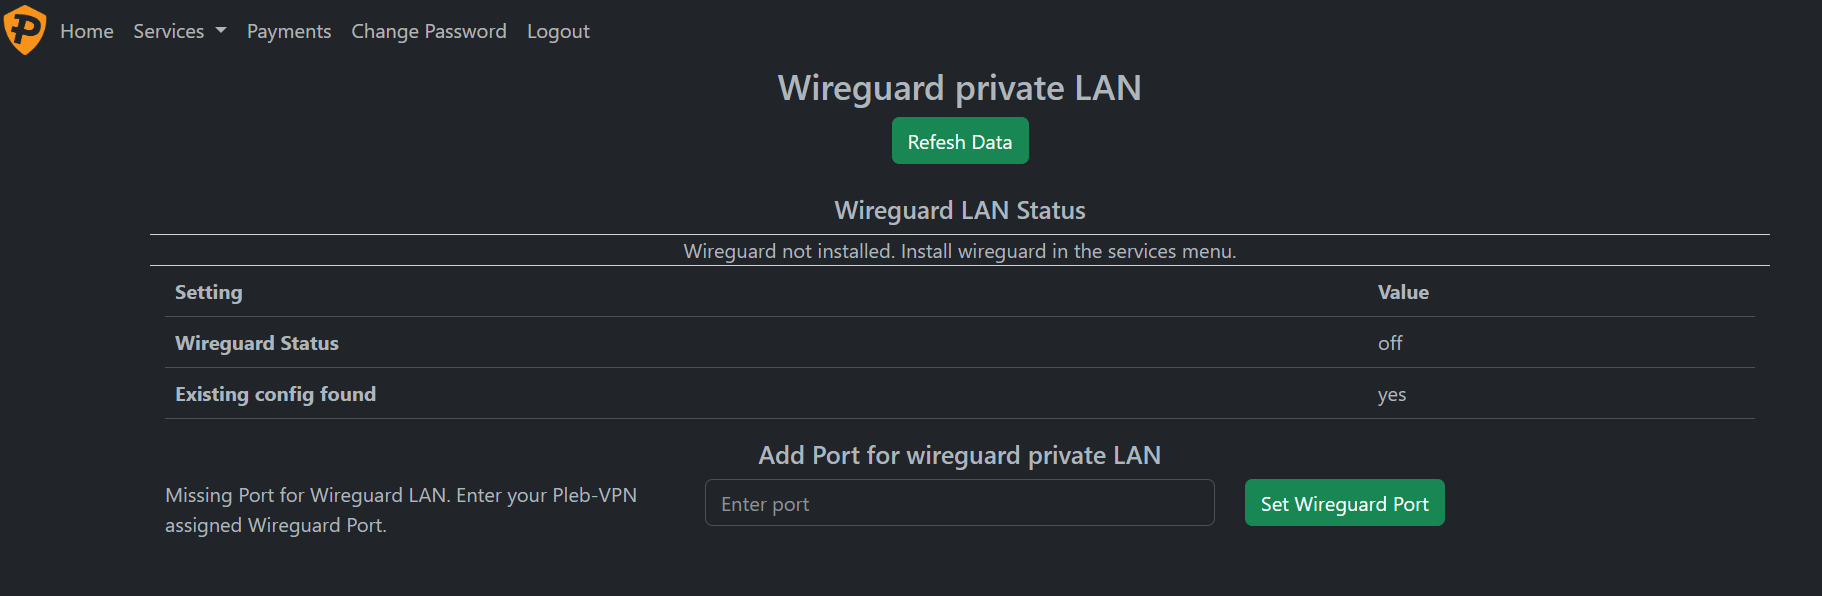 Home Services Payments Change Password Logout
Wireguard private LAN
Refesh Data
Wireguard LAN Status
Wireguard not installed. Install wireguard in the services menu.
Setting Value
Wireguard Status off
Existing config found yes
Add Port for wireguard private LAN
Missing Port for Wireguard LAN. Enter your Pleb-VPN
assigned Wireguard Port.
Enter port
Set Wireguard Port